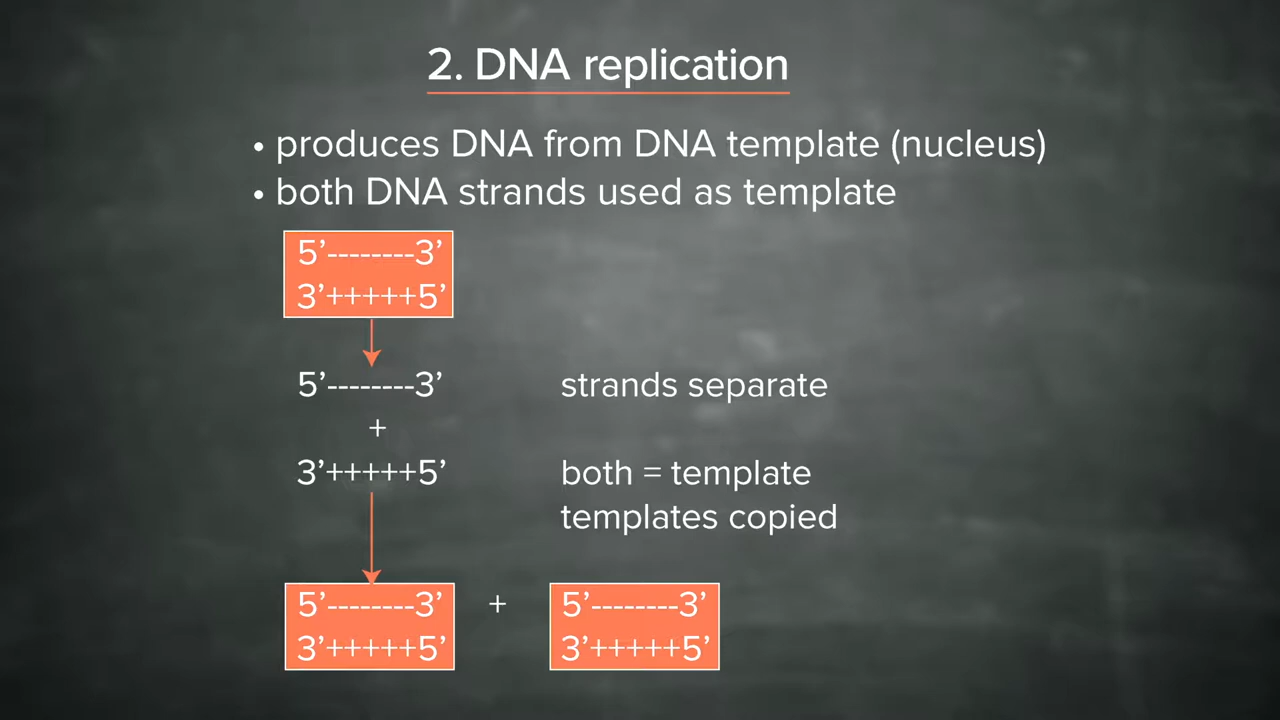 2. DNA replication
• produces DNA from DNA template (nucleus)
• both DNA strands used as template
5’--------3’
3’+++++5’
5’--------3’ strands separate
+
3’+++++5’ both = template
templates copied
5’--------3’ + 5’--------3’
3’+++++5’ 3’+++++5’